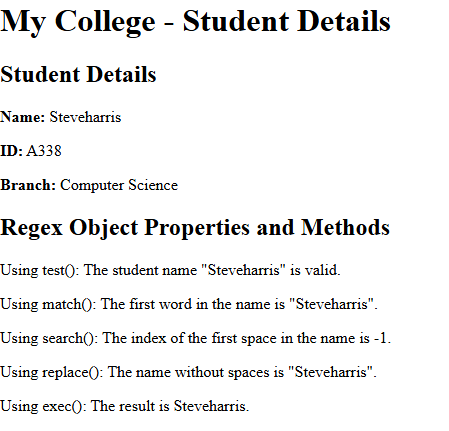 My College - Student Details
Student Details
Name: Steveharris
ID: A338
Branch: Computer Science
Regex Object Properties and Methods
Using test(): The student name "Steveharris" is valid.
Using match(): The first word in the name is "Steveharris".
Using search(): The index of the first space in the name is -1.
Using replace(): The name without spaces is "Steveharris".
Using exec(): The result is Steveharris.